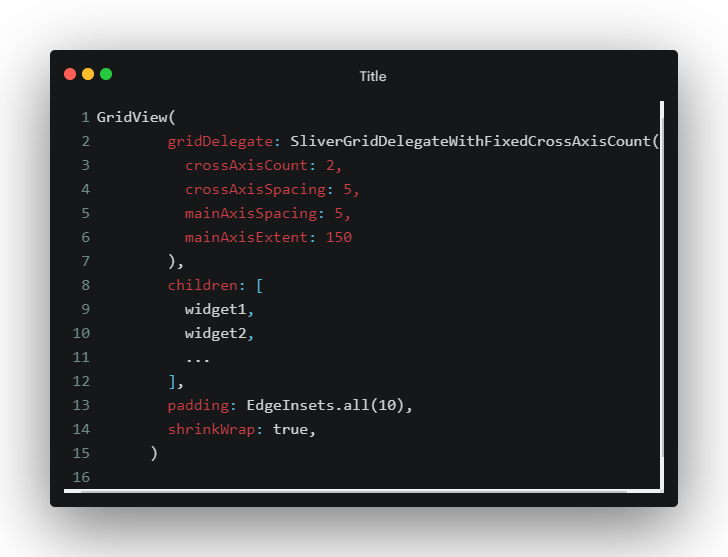 Title
1 GridView(
2 gridDelegate: SliverGridDelegateWithFixedCrossAxisCount(
3 crossAxisCount: 2,
4 crossAxisSpacing: 5,
5 mainAxisSpacing: 5,
6 mainAxisExtent: 150
7 ),
8 children: [
9 widget1,
10 widget2,
11 ...
12 ],
13 padding: EdgeInsets.all(10),
14 shrinkWrap: true,
15 )
16